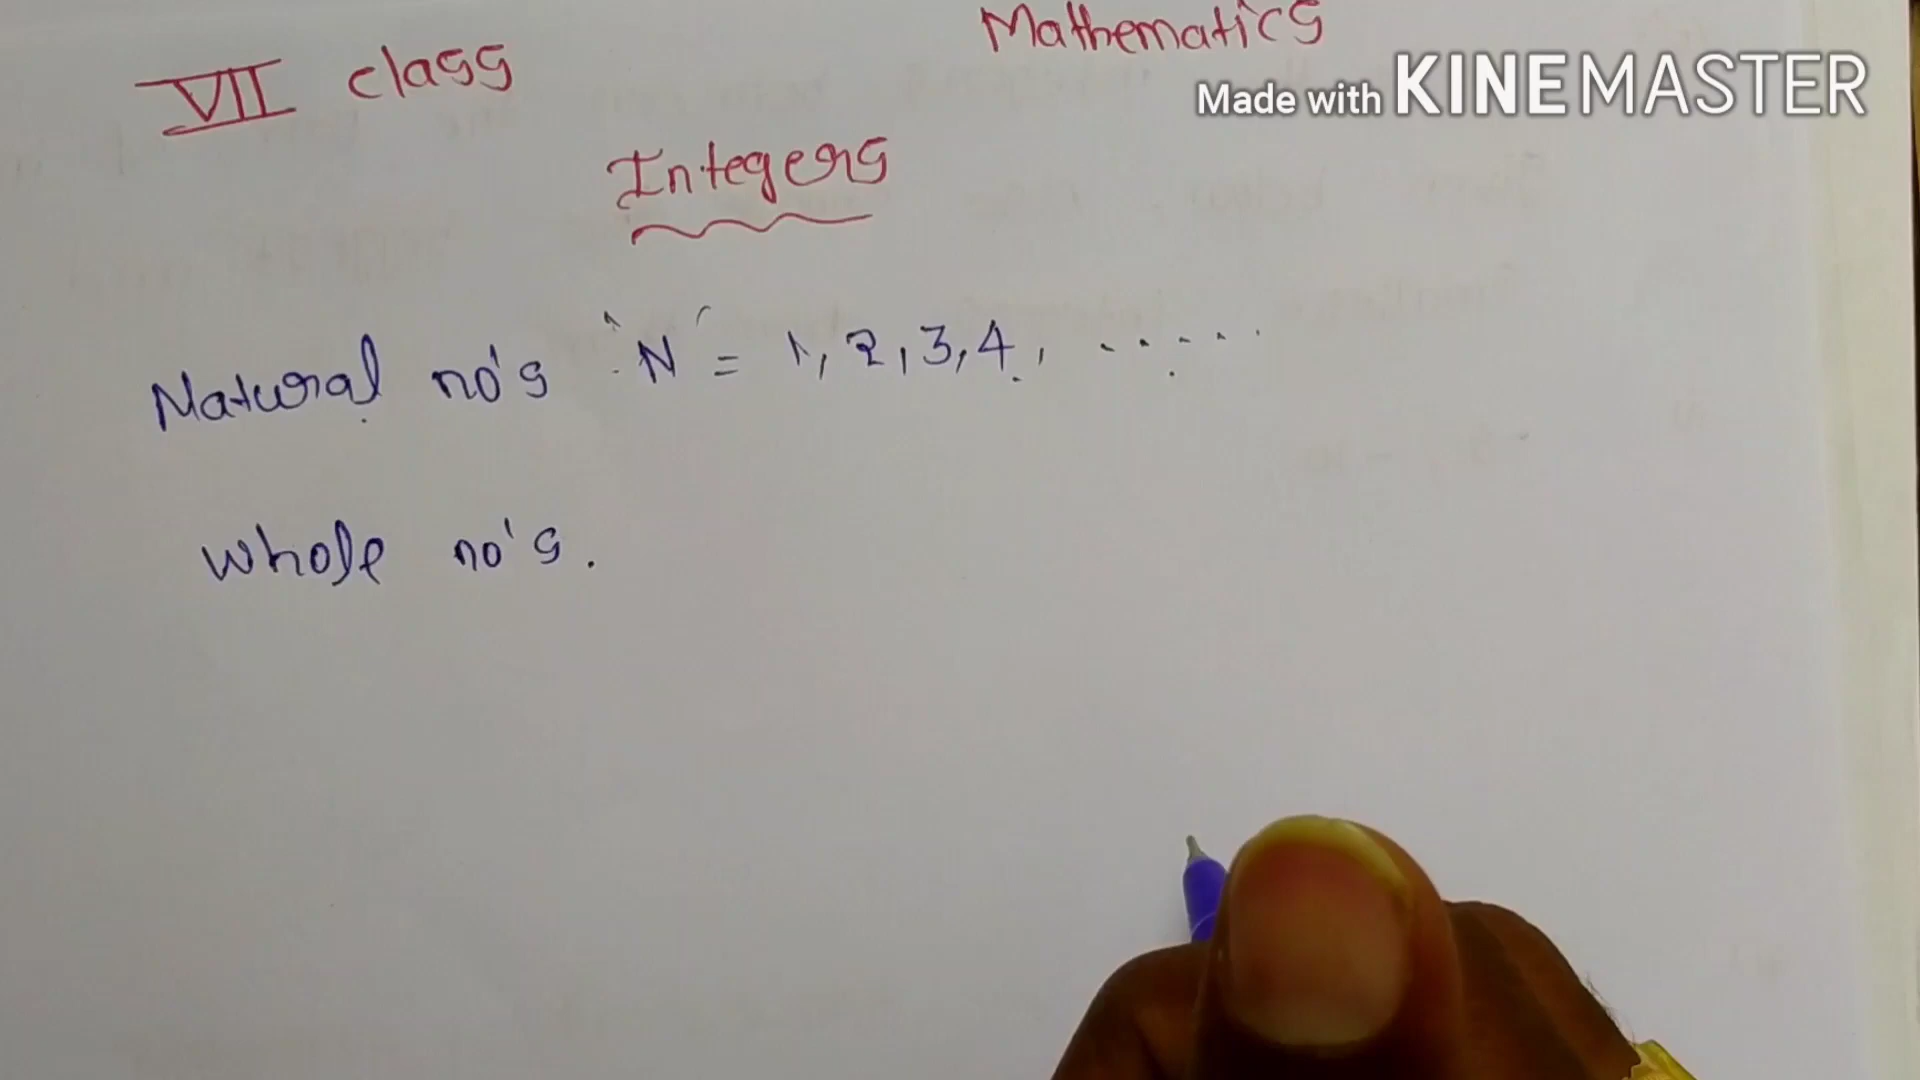 Mathematics
VII class
Made with KINEMASTER
Integers
Natural no's 'N' = 1, 2, 3, 4, .....
Whole no's.